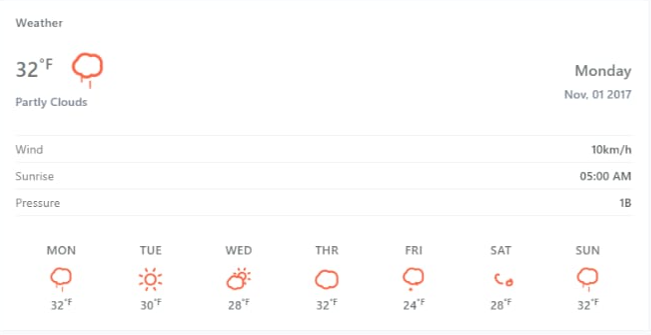 Weather
32°F
Partly Clouds
Monday
Nov, 01 2017
Wind 10km/h
Sunrise 05:00 AM
Pressure 1B
MON TUE WED THR FRI SAT SUN
32°F 30°F 28°F 32°F 24°F 28°F 32°F